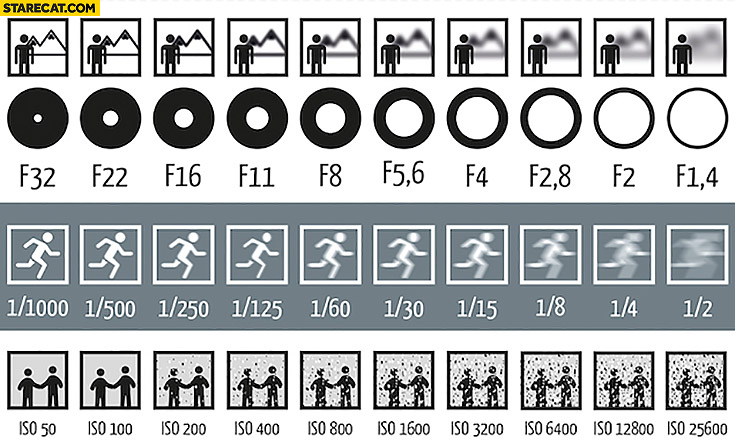 STARECAT.COM
F32 F22 F16 F11 F8 F5,6 F4 F2,8 F2 F1,4
1/1000 1/500 1/250 1/125 1/60 1/30 1/15 1/8 1/4 1/2
ISO 50 ISO 100 ISO 200 ISO 400 ISO 800 ISO 1600 ISO 3200 ISO 6400 ISO 12800 ISO 25600